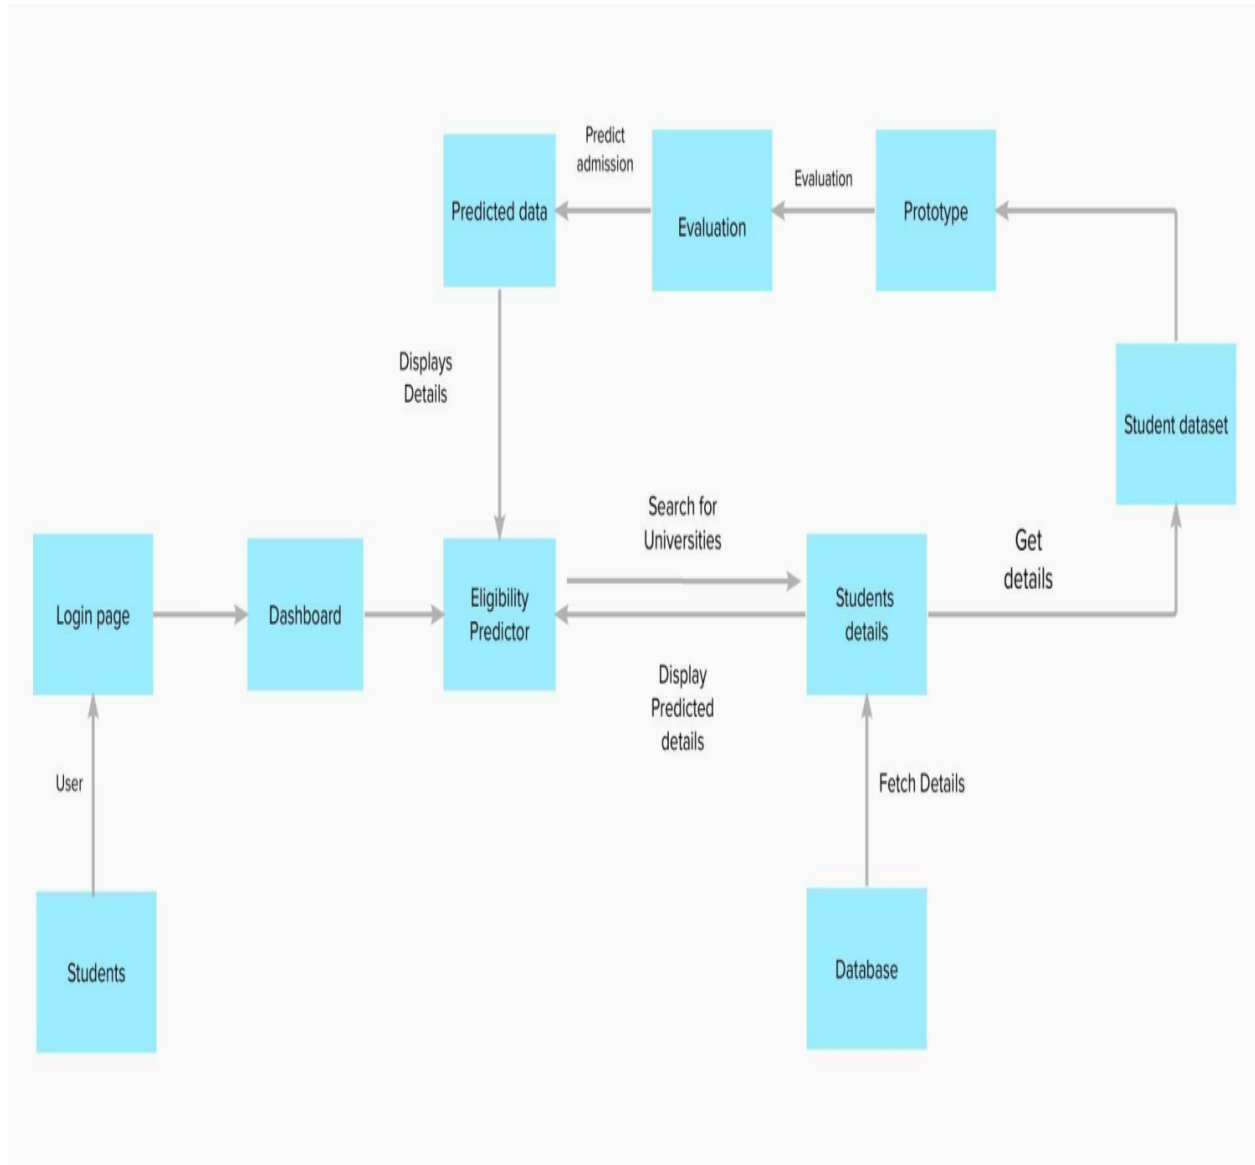 Predict
admission
Evaluation
Predicted data
Evaluation
Prototype
Displays
Details
Student dataset
Search for
Universities
Get
details
Login page
Dashboard
Eligibility
Predictor
Students
details
Display
Predicted
details
User
Fetch Details
Students
Database